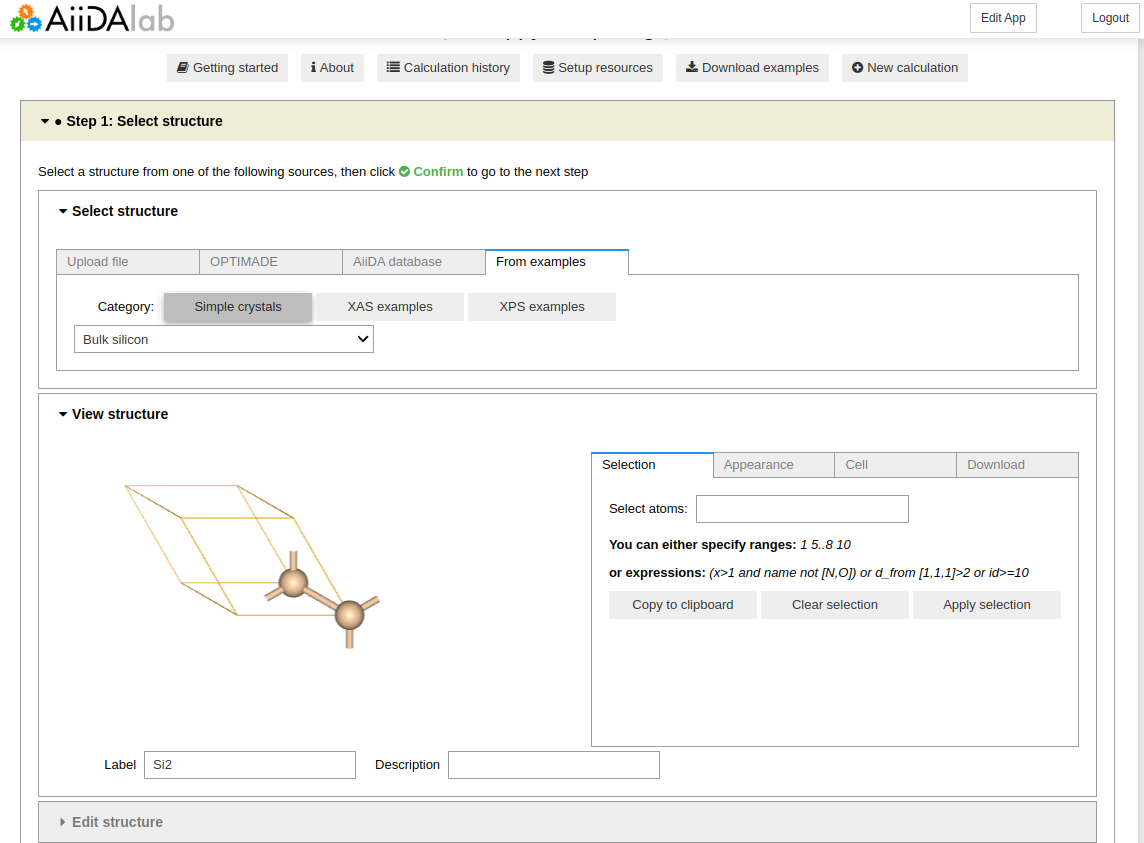 AiiDAlab
Edit App
Logout
Getting started
About
Calculation history
Setup resources
Download examples
New calculation
Step 1: Select structure
Select a structure from one of the following sources, then click Confirm to go to the next step
Select structure
Upload file
OPTIMADE
AiiDA database
From examples
Category:
Simple crystals
XAS examples
XPS examples
Bulk silicon
View structure
Selection
Appearance
Cell
Download
Select atoms:
You can either specify ranges: 1 5..8 10
or expressions: (x>1 and name not [N,O]) or d_from [1,1,1]>2 or id>=10
Copy to clipboard
Clear selection
Apply selection
Label
Si2
Description
Edit structure